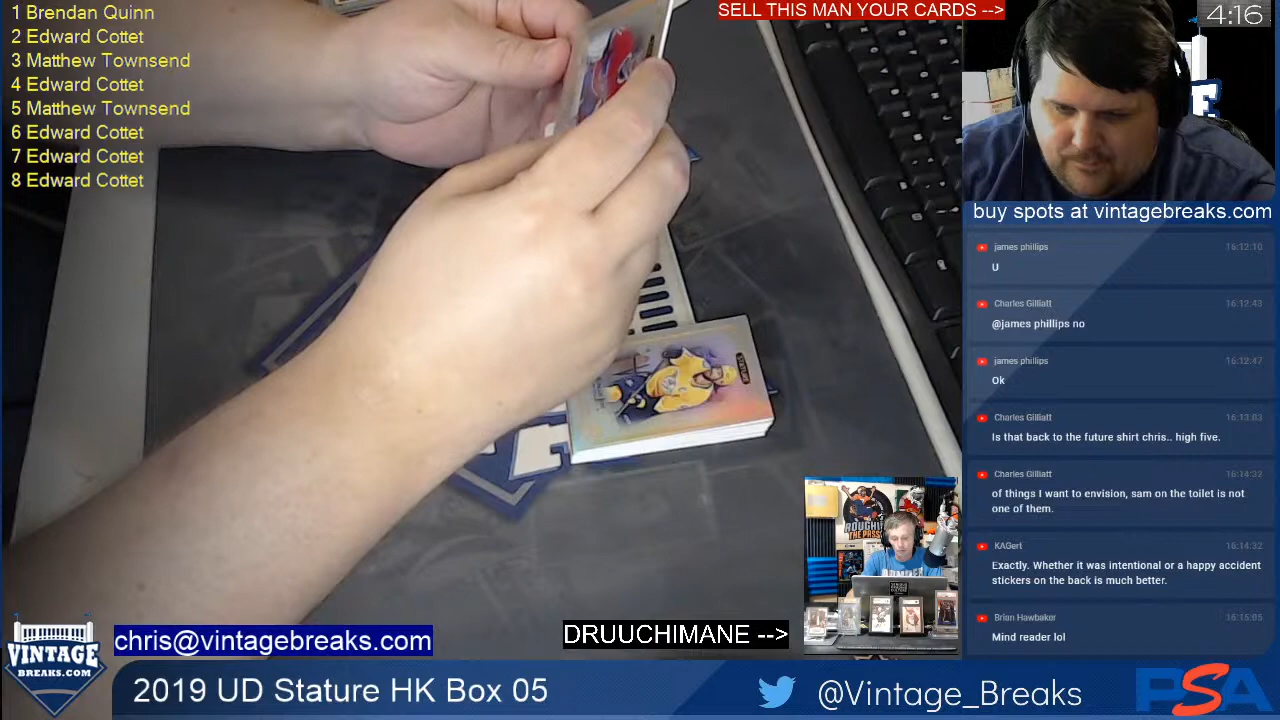 1 Brendan Quinn
2 Edward Cottet
3 Matthew Townsend
4 Edward Cottet
5 Matthew Townsend
6 Edward Cottet
7 Edward Cottet
8 Edward Cottet
SELL THIS MAN YOUR CARDS -->
4:16
buy spots at vintagebreaks.com
james phillips 16:12:10
U
Charles Gilliatt 16:12:43
@james phillips no
james phillips 16:12:47
Ok
Charles Gilliatt 16:13:03
Is that back to the future shirt chris.. high five.
Charles Gilliatt 16:14:32
of things I want to envision, sam on the toilet is not
one of them.
KAGert 16:14:32
Exactly. Whether it was intentional or a happy accident
stickers on the back is much better.
Brian Hawbaker 16:15:05
Mind reader lol
ROUGHING
THE PASS
DRUUCHIMANE -->
chris@vintagebreaks.com
VINTAGE
BREAKS.COM
2019 UD Stature HK Box 05
@Vintage_Breaks
PSA